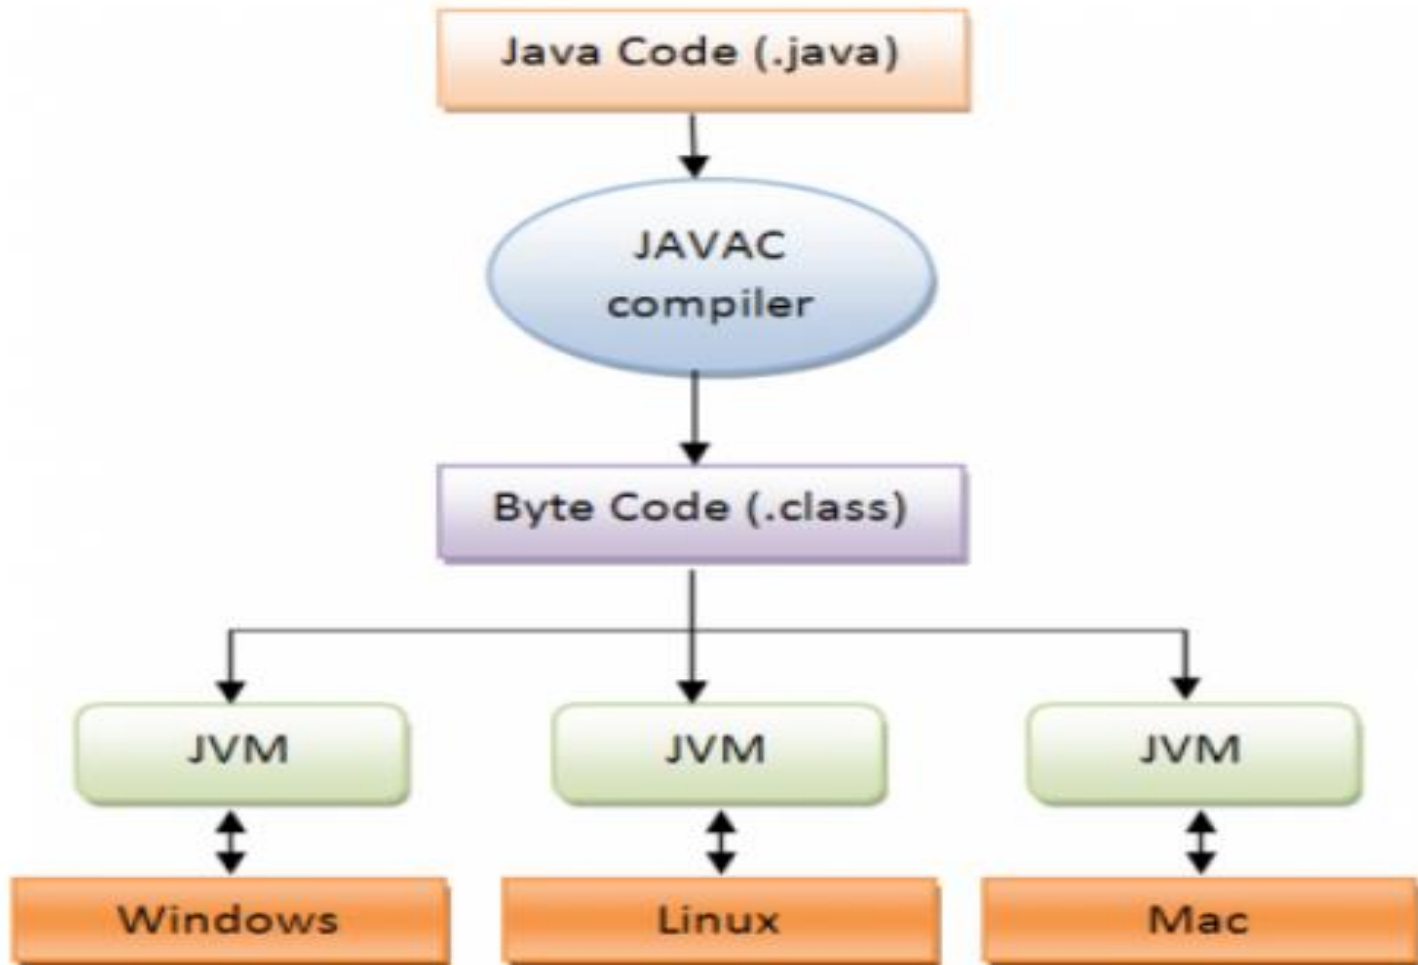 Java Code (.java)
JAVAC
compiler
Byte Code (.class)
JVM
JVM
JVM
Windows
Linux
Mac